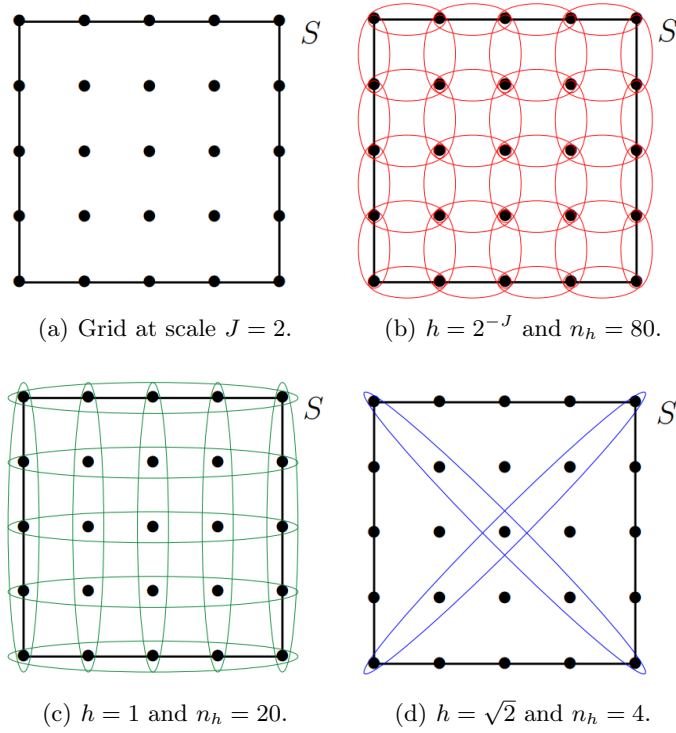 S
S
(a) Grid at scale J = 2.
(b) h = 2^{-J} and n_h = 80.
S
S
(c) h = 1 and n_h = 20.
(d) h = √2 and n_h = 4.